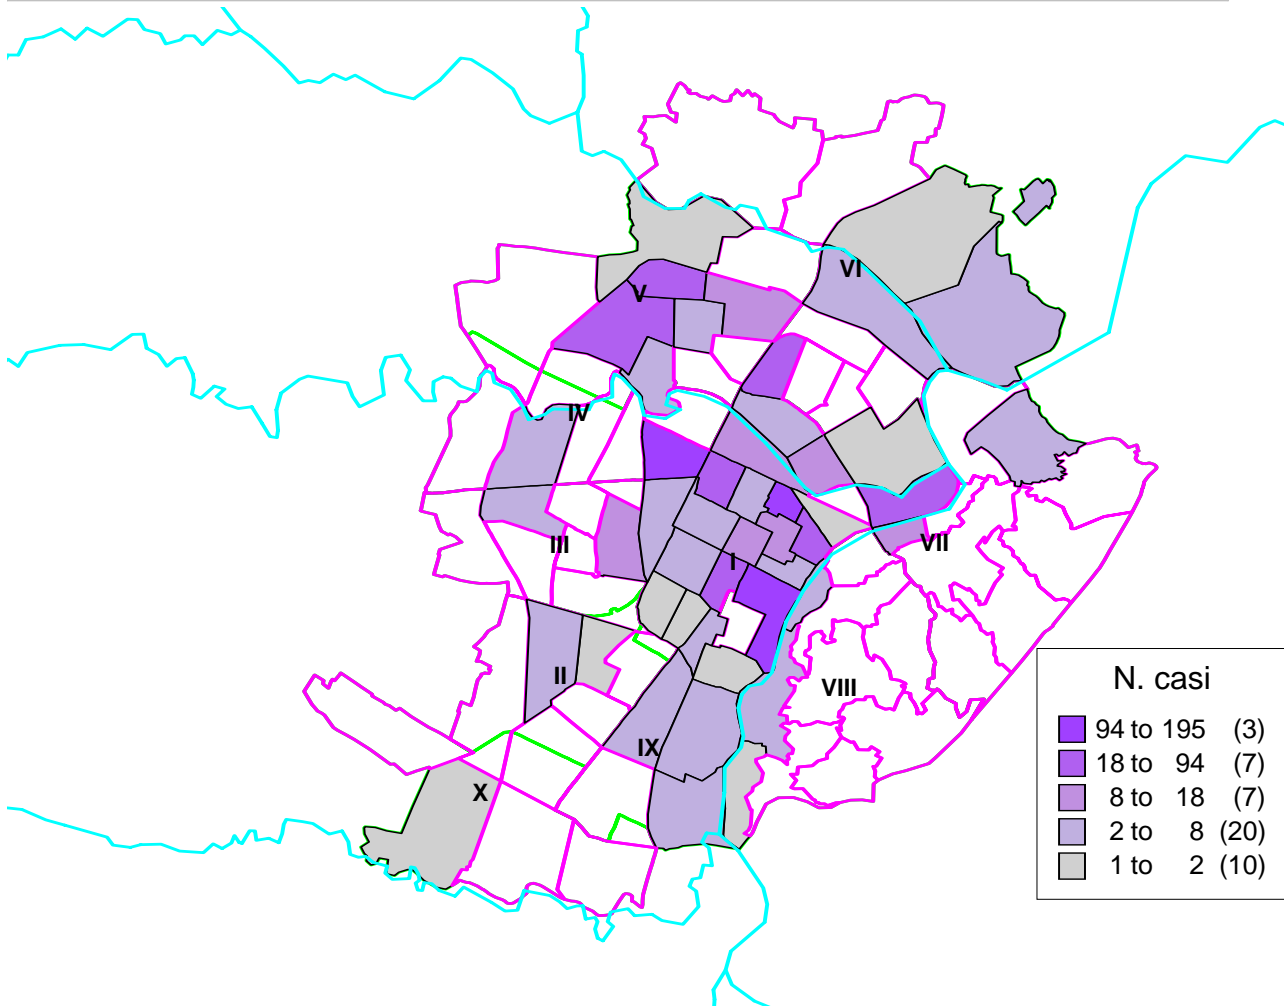 VI
V
IV
III
VII
I
II
VIII
IX
X
N. casi
94 to 195 (3)
18 to 94 (7)
8 to 18 (7)
2 to 8 (20)
1 to 2 (10)